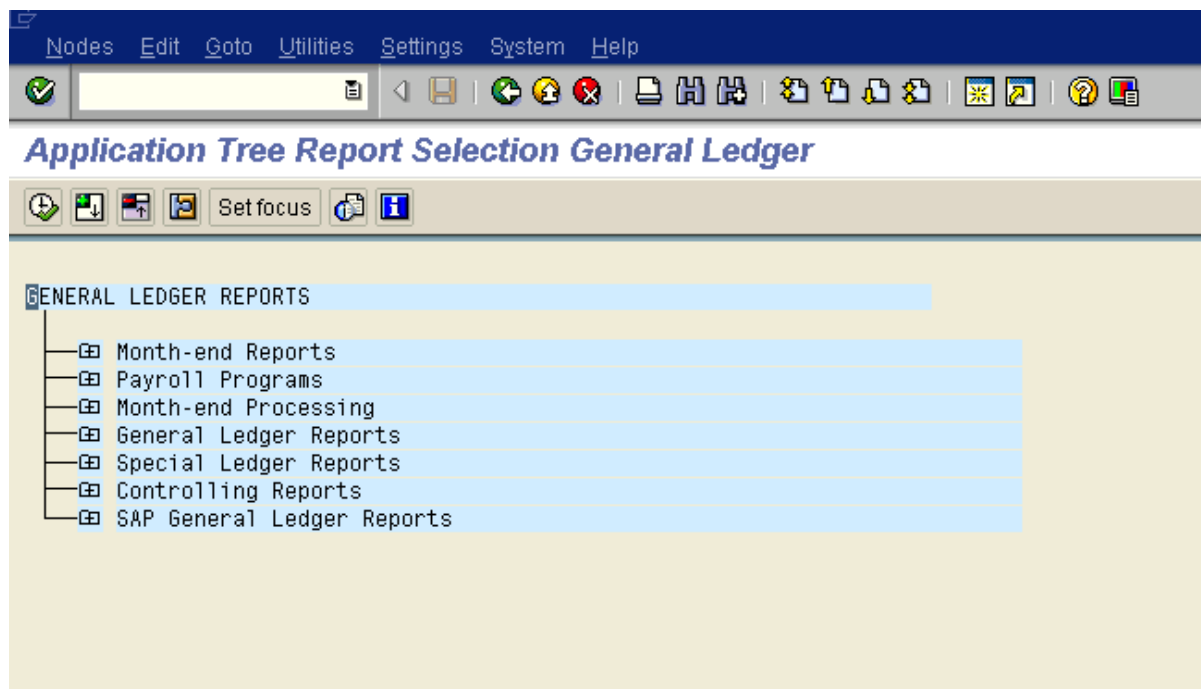 Nodes Edit Goto Utilities Settings System Help
Application Tree Report Selection General Ledger
Set focus
GENERAL LEDGER REPORTS
Month-end Reports
Payroll Programs
Month-end Processing
General Ledger Reports
Special Ledger Reports
Controlling Reports
SAP General Ledger Reports